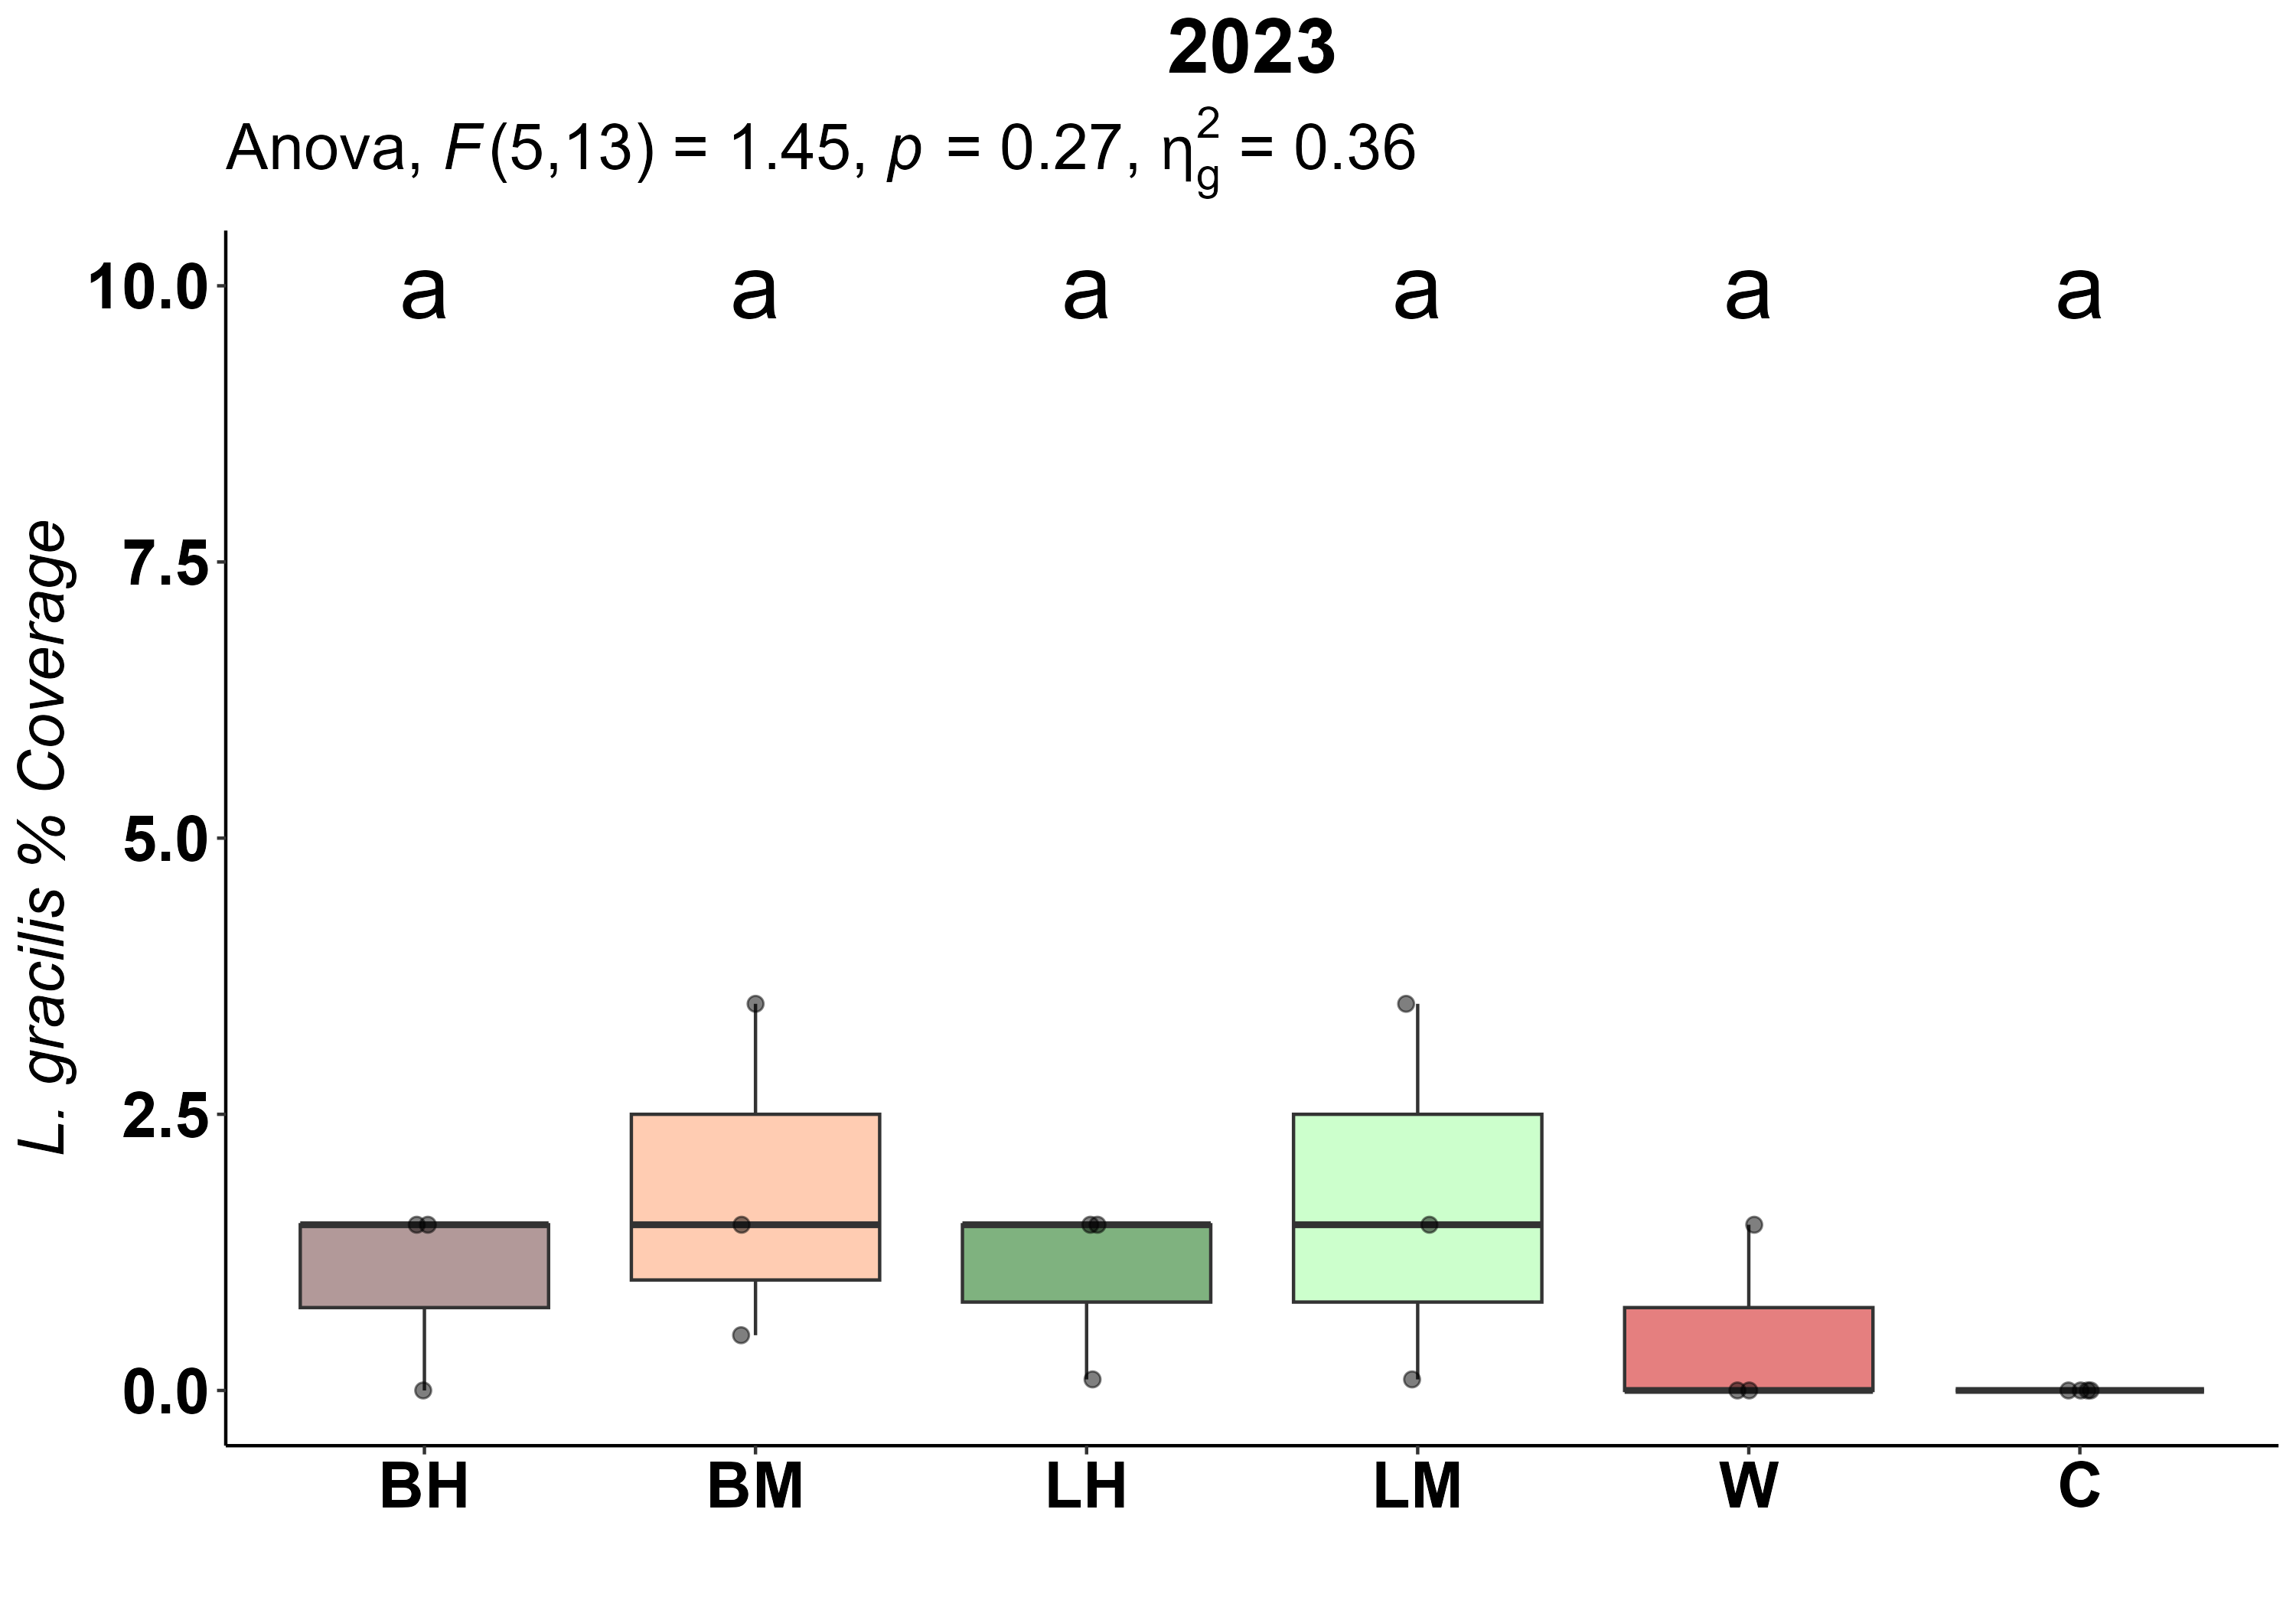 2023
Anova, F(5,13) = 1.45, p = 0.27, η²g = 0.36
L. gracilis % Coverage
10.0
7.5
5.0
2.5
0.0
a a a a a a
BH BM LH LM W C